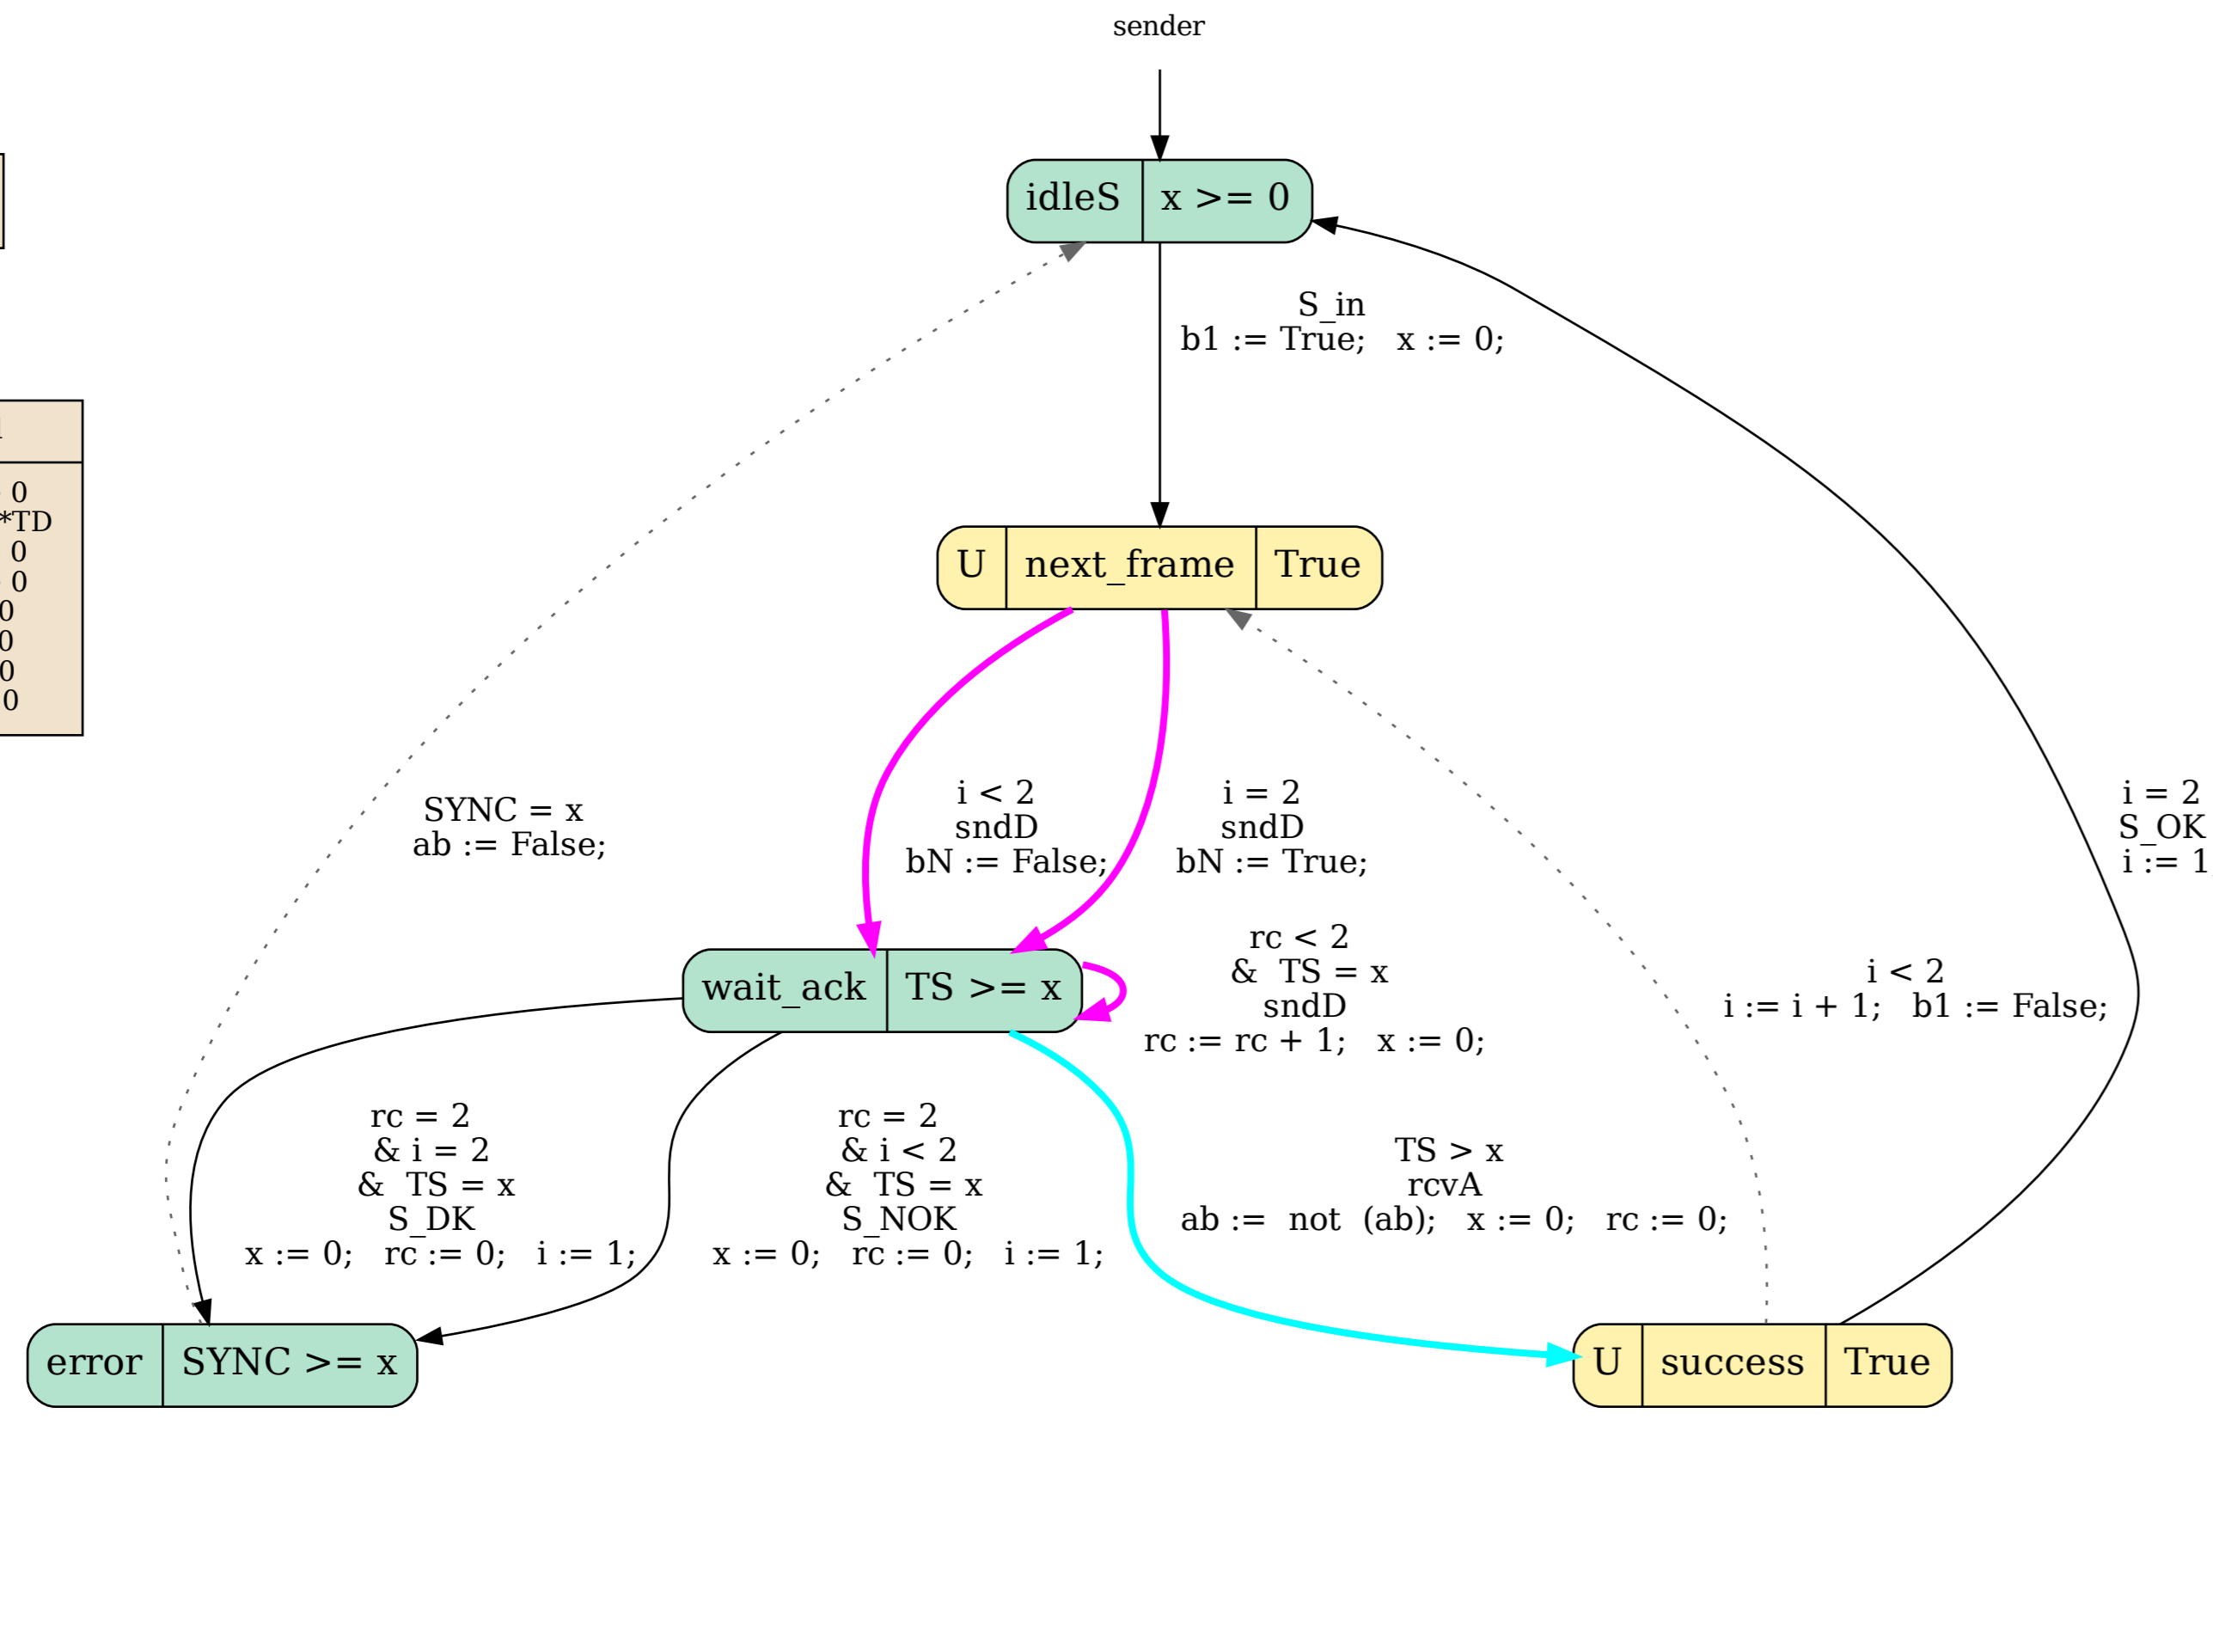 sender
idleS x >= 0
S_in
b1 := True; x := 0;
0
*TD
0
0
0
0
0
0
U next_frame True
SYNC = x
ab := False;
i < 2
sndD
bN := False;
i = 2
sndD
bN := True;
i = 2
S_OK
i := 1;
wait_ack TS >= x
rc < 2
& TS = x
sndD
rc := rc + 1; x := 0;
i < 2
i := i + 1; b1 := False;
rc = 2
& i = 2
& TS = x
S_DK
x := 0; rc := 0; i := 1;
rc = 2
& i < 2
& TS = x
S_NOK
x := 0; rc := 0; i := 1;
TS > x
rcvA
ab := not (ab); x := 0; rc := 0;
error SYNC >= x
U success True